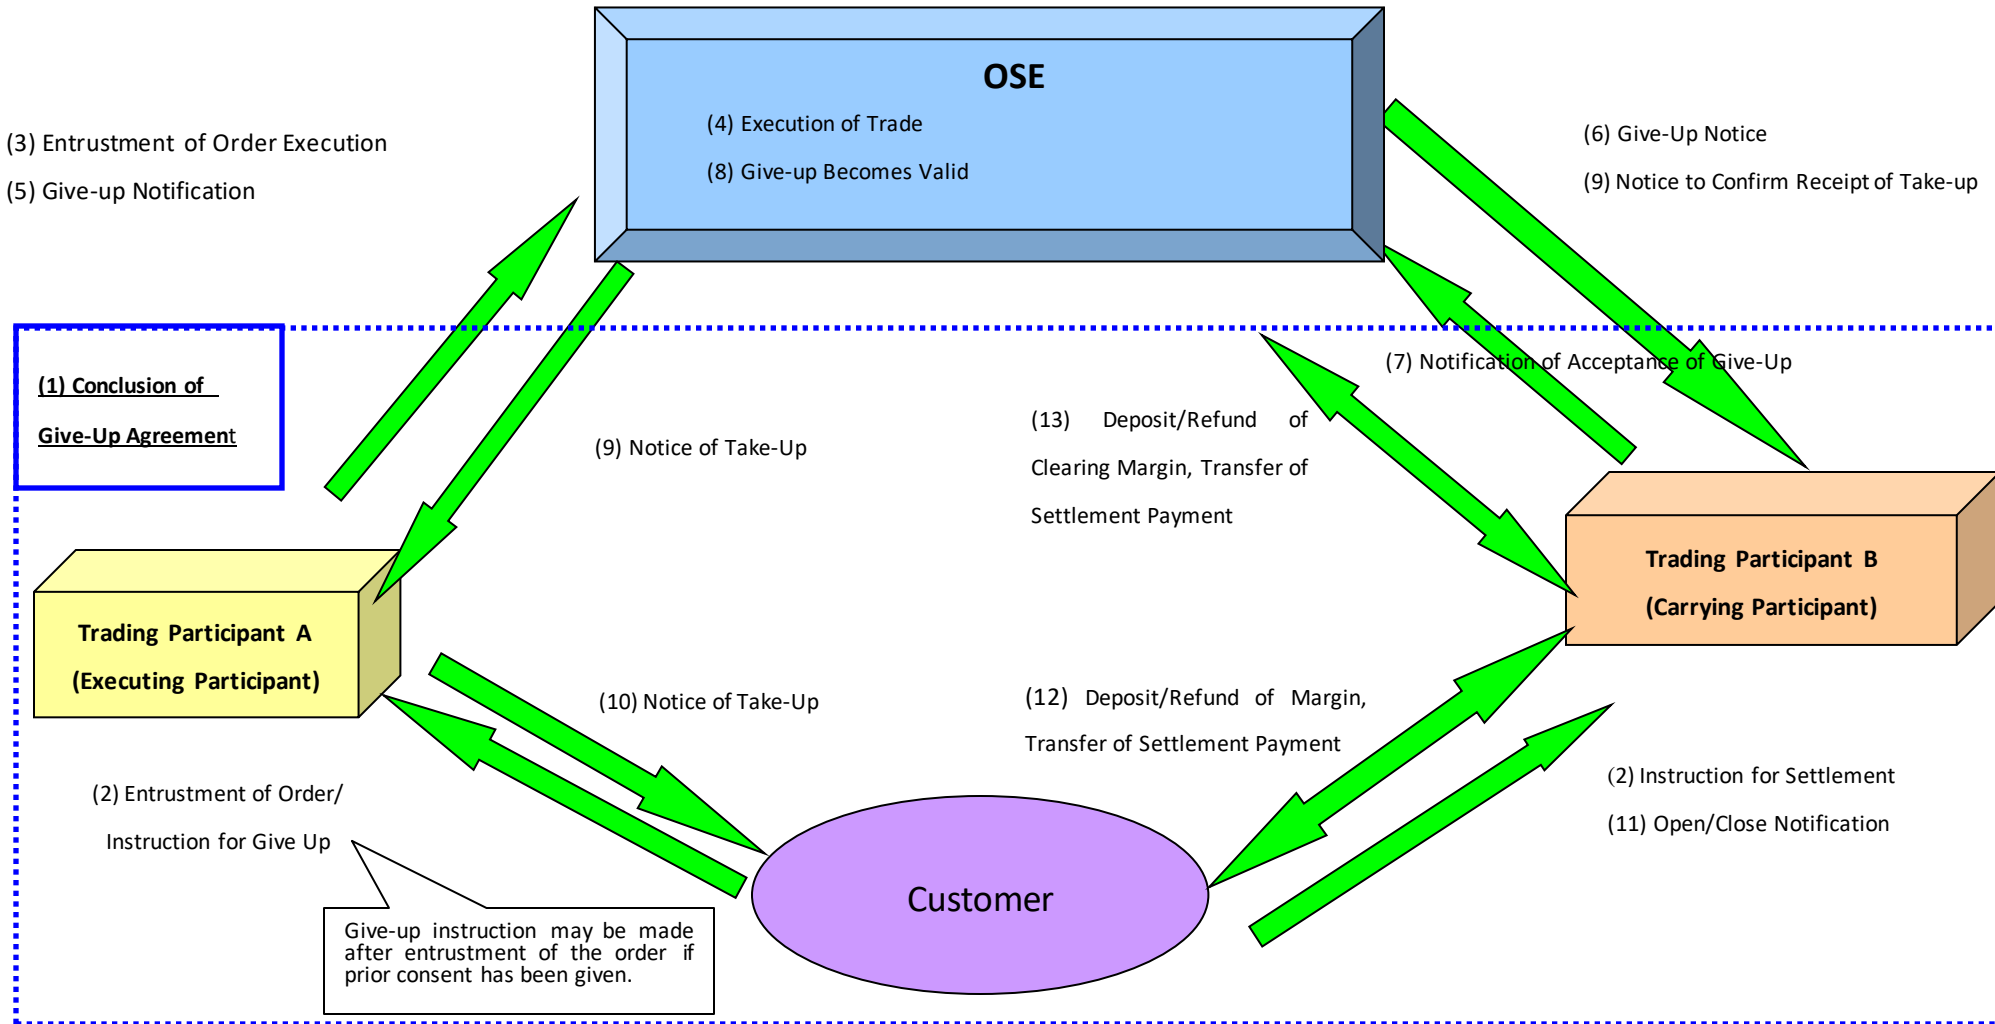 OSE
(4) Execution of Trade
(8) Give-up Becomes Valid
(3) Entrustment of Order Execution
(5) Give-up Notification
(6) Give-Up Notice
(9) Notice to Confirm Receipt of Take-up
(1) Conclusion of
Give-Up Agreement
(7) Notification of Acceptance of Give-Up
(9) Notice of Take-Up
(13) Deposit/Refund of
Clearing Margin, Transfer of
Settlement Payment
Trading Participant A
(Executing Participant)
Trading Participant B
(Carrying Participant)
(10) Notice of Take-Up
(12) Deposit/Refund of Margin,
Transfer of Settlement Payment
(2) Entrustment of Order/
Instruction for Give Up
(2) Instruction for Settlement
(11) Open/Close Notification
Customer
Give-up instruction may be made
after entrustment of the order if
prior consent has been given.